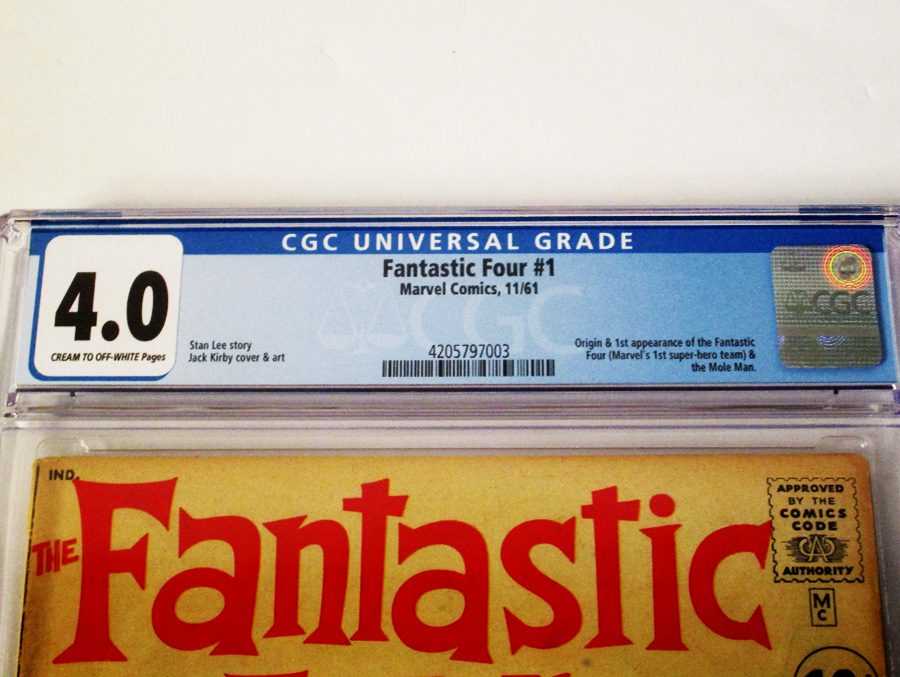 CGC UNIVERSAL GRADE
4.0
CREAM TO OFF-WHITE Pages
Fantastic Four #1
Marvel Comics, 11/61
Stan Lee story
Jack Kirby cover & art
4205797003
Origin & 1st appearance of the Fantastic
Four (Marvel's 1st super-hero team) &
the Mole Man.
CGC
CGC
IND.
THE
Fantastic
APPROVED
BY THE
COMICS
CODE
AUTHORITY
M
C